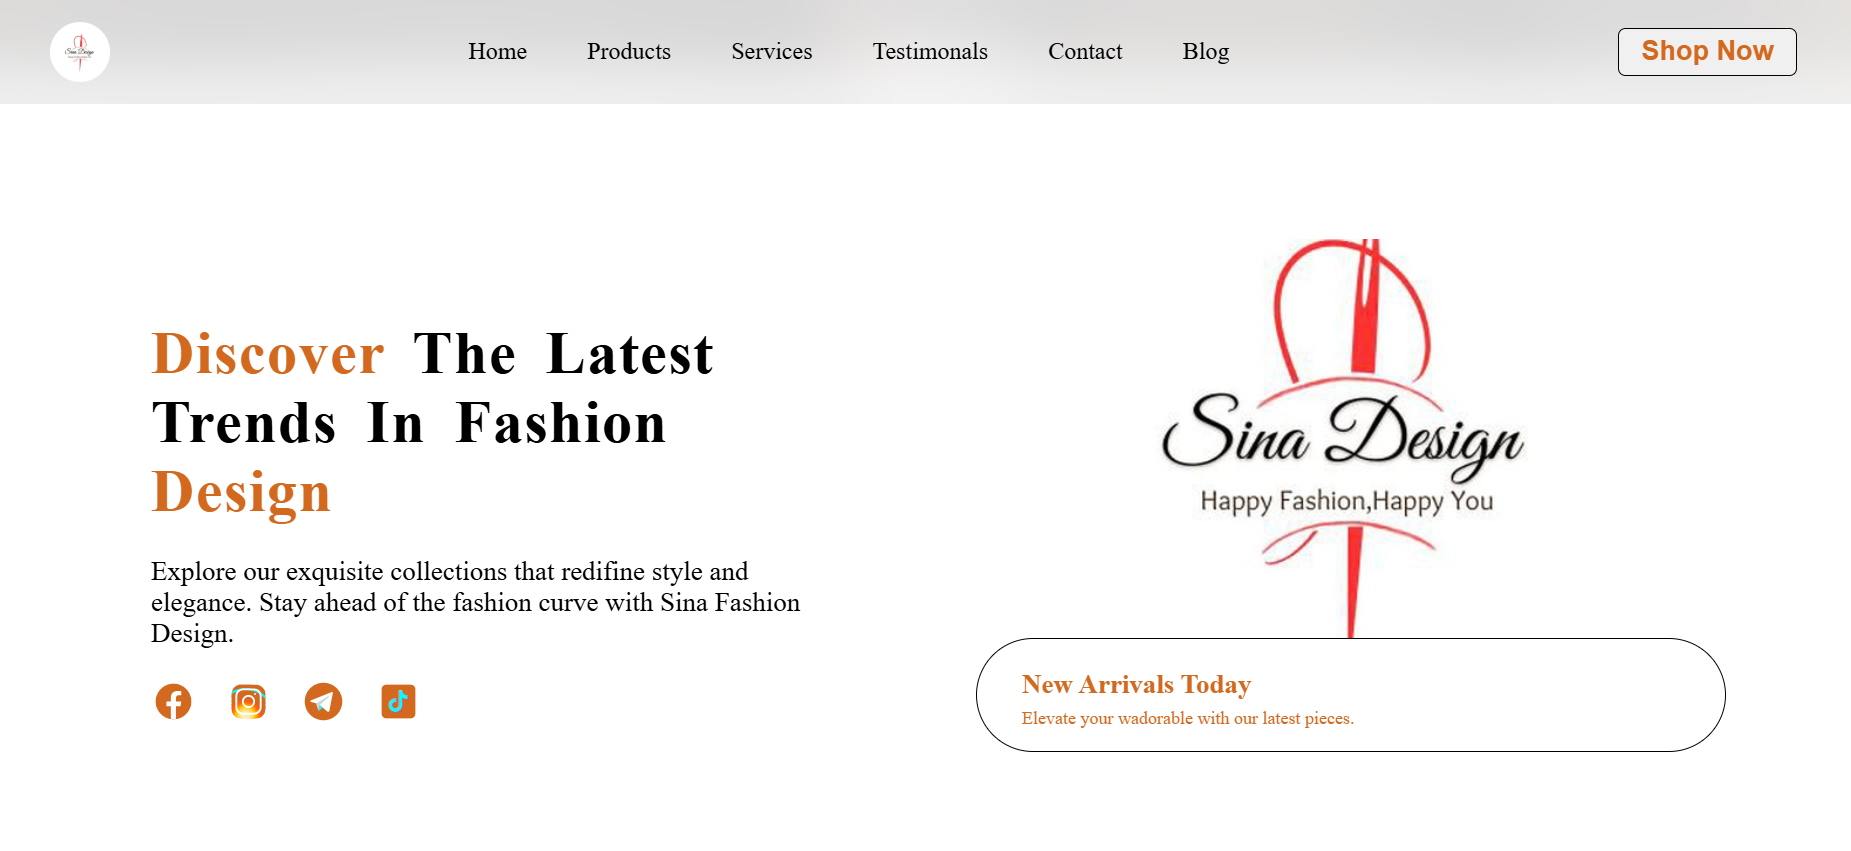 Sina Design
Home Products Services Testimonals Contact Blog
Shop Now
Discover The Latest
Trends In Fashion
Design
Explore our exquisite collections that redifine style and
elegance. Stay ahead of the fashion curve with Sina Fashion
Design.
Sina Design
Happy Fashion,Happy You
New Arrivals Today
Elevate your wadorable with our latest pieces.